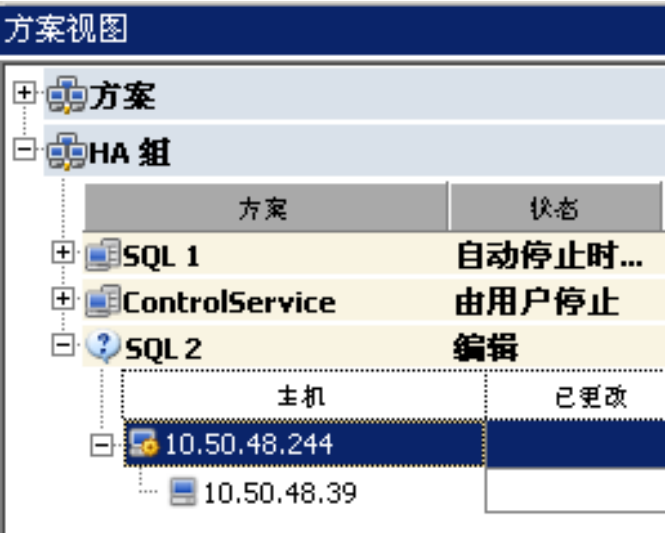 方案视图
方案
HA 组
方案 状态
SQL 1 自动停止时...
ControlService 由用户停止
SQL 2 编辑
主机 已更改
10.50.48.244
10.50.48.39